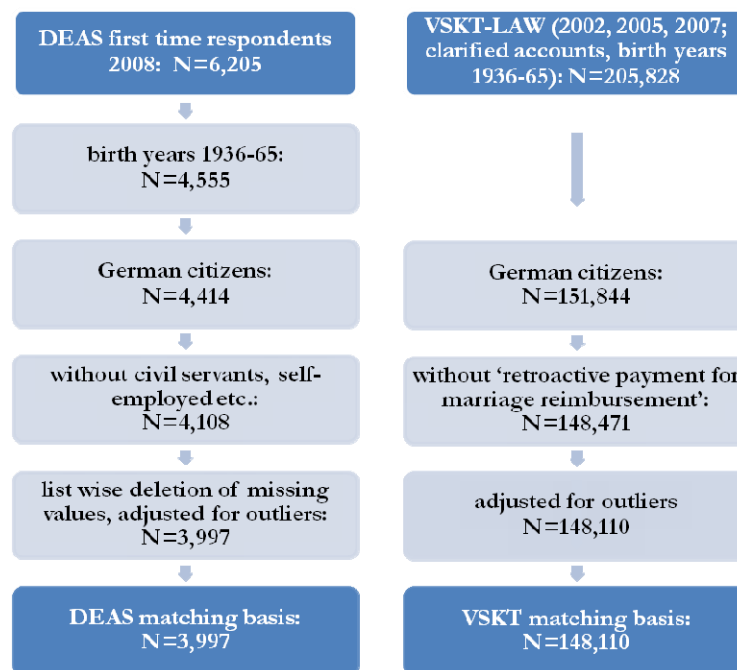 DEAS first time respondents
2008: N=6,205
birth years 1936-65:
N=4,555
German citizens:
N=4,414
without civil servants, self-
employed etc.:
N=4,108
list wise deletion of missing
values, adjusted for outliers:
N=3,997
DEAS matching basis:
N=3,997
VSKT-LAW (2002, 2005, 2007;
clarified accounts, birth years
1936-65): N=205,828
German citizens:
N=151,844
without ‘retroactive payment for
marriage reimbursement’:
N=148,471
adjusted for outliers
N=148,110
VSKT matching basis:
N=148,110